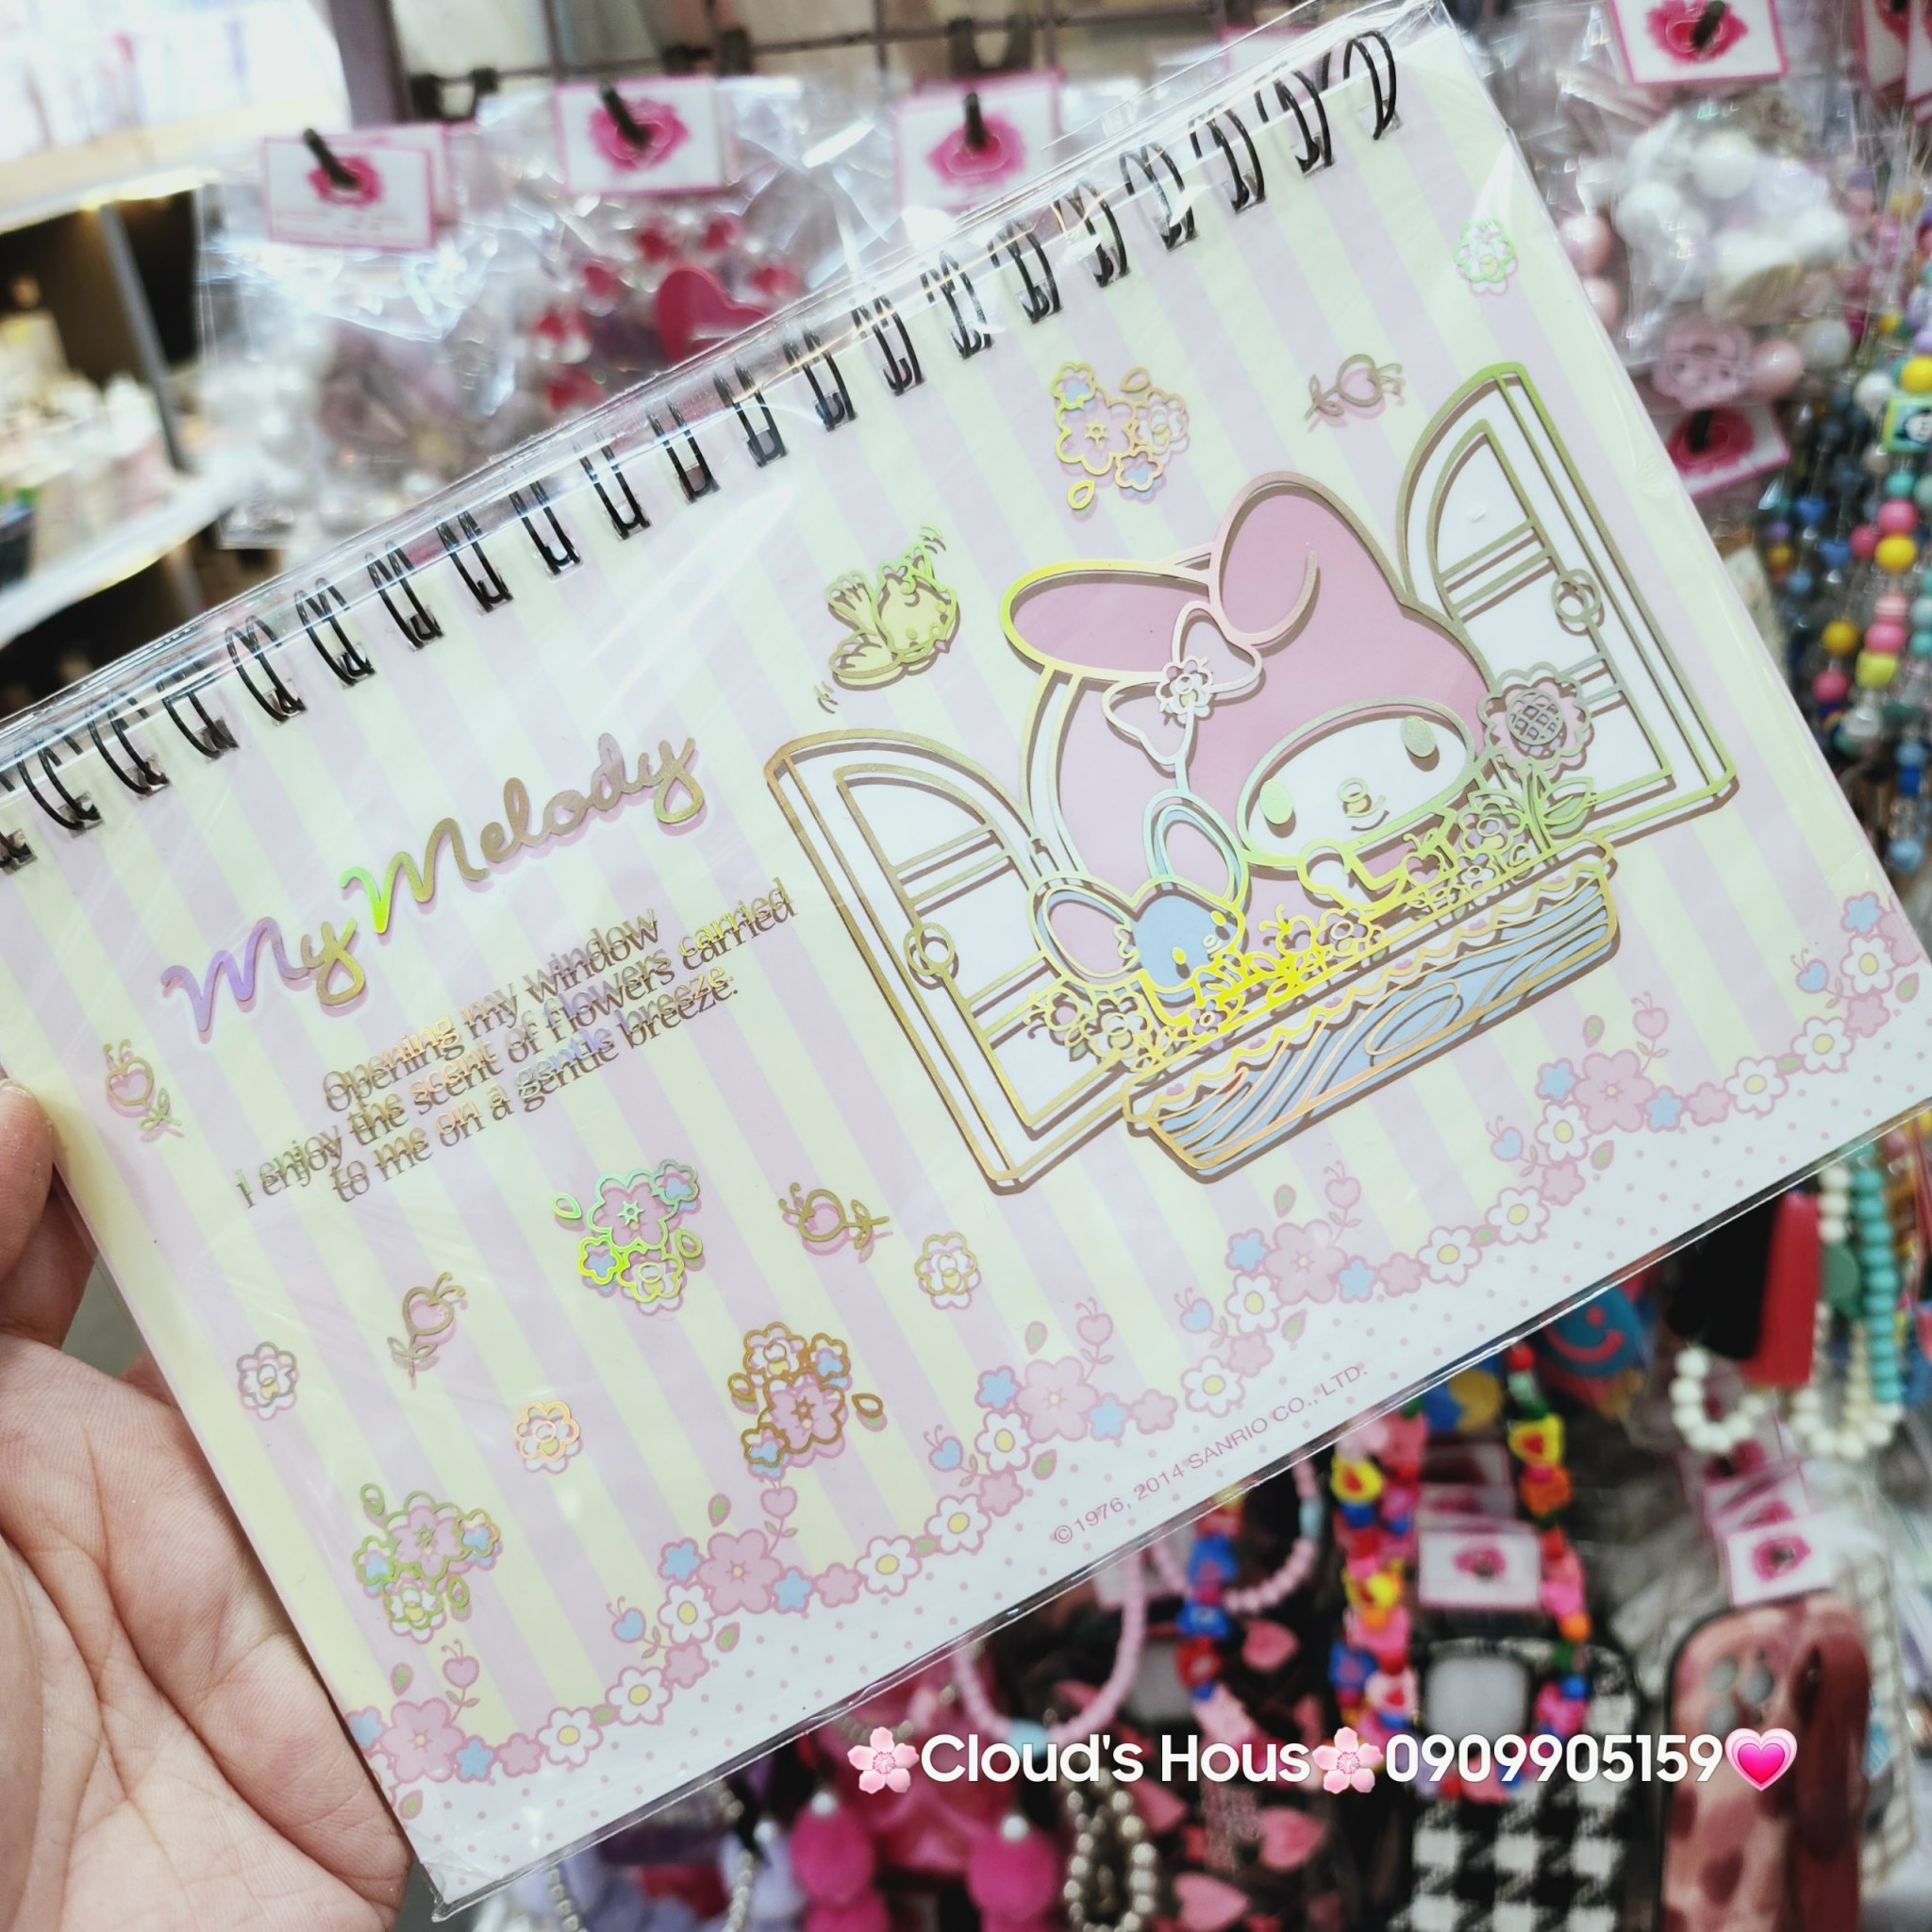 My Melody
Opening my window
I enjoy the scent of flowers carried
to me on a gentle breeze.
©1976, 2014 SANRIO CO., LTD.
🌸Cloud's Hous🌸0909905159💗